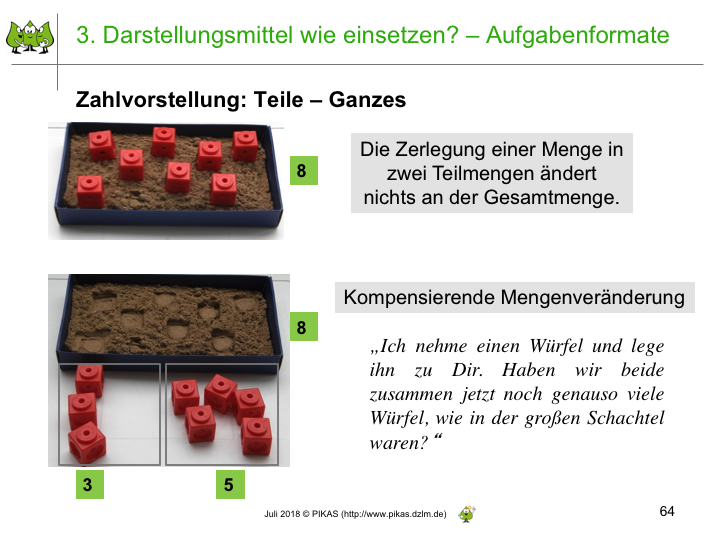 3. Darstellungsmittel wie einsetzen? – Aufgabenformate
Zahlvorstellung: Teile – Ganzes
8
Die Zerlegung einer Menge in
zwei Teilmengen ändert
nichts an der Gesamtmenge.
8
Kompensierende Mengenveränderung
„Ich nehme einen Würfel und lege
ihn zu Dir. Haben wir beide
zusammen jetzt noch genauso viele
Würfel, wie in der großen Schachtel
waren?“
3
5
Juli 2018 © PIKAS (http://www.pikas.dzlm.de)
64